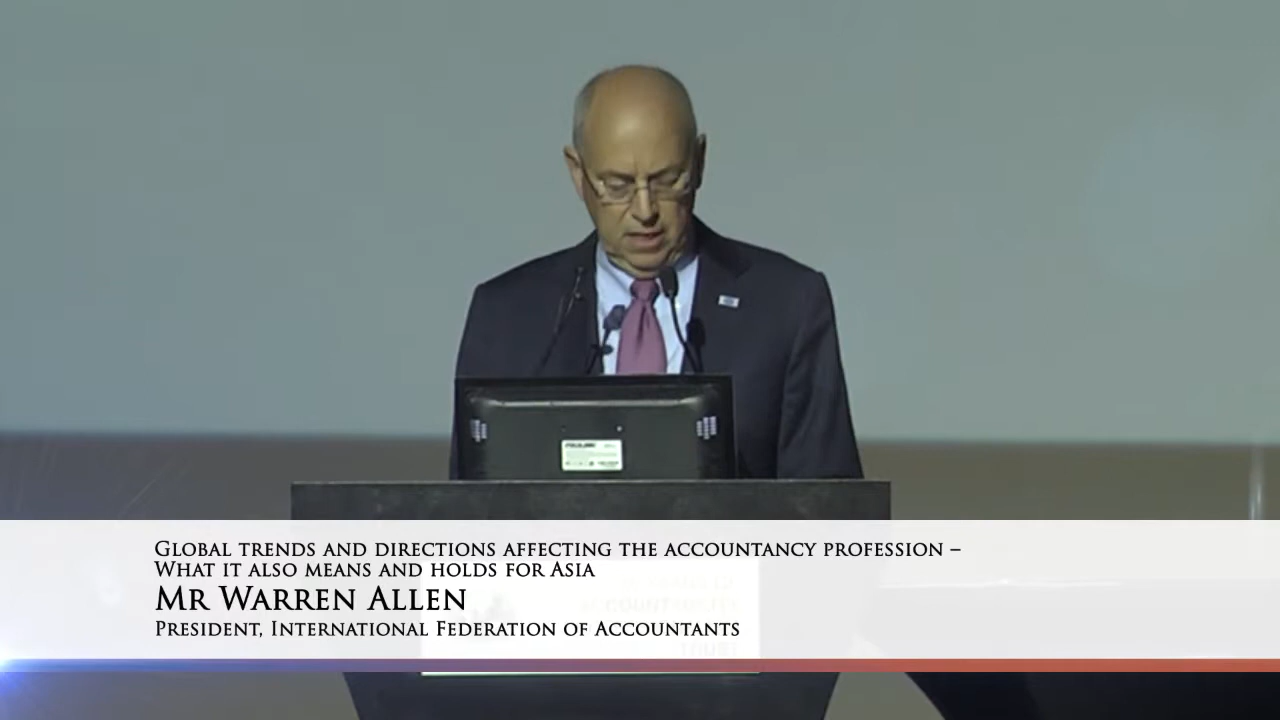 Global trends and directions affecting the accountancy profession –
What it also means and holds for Asia
Mr Warren Allen
President, International Federation of Accountants